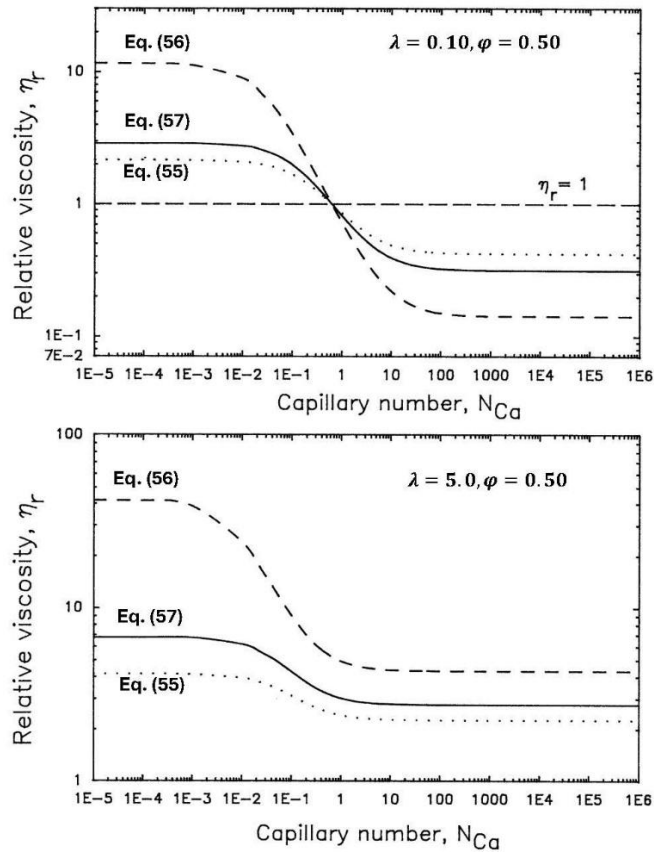 Eq. (56)
λ = 0.10, φ = 0.50
10
Relative viscosity, ηr
Eq. (57)
Eq. (55)
ηr = 1
1
1E-1
7E-2
1E-5 1E-4 1E-3 1E-2 1E-1 1 10 100 1000 1E4 1E5 1E6
Capillary number, NCa
100
Eq. (56)
λ = 5.0, φ = 0.50
Relative viscosity, ηr
10
Eq. (57)
Eq. (55)
1
1E-5 1E-4 1E-3 1E-2 1E-1 1 10 100 1000 1E4 1E5 1E6
Capillary number, NCa